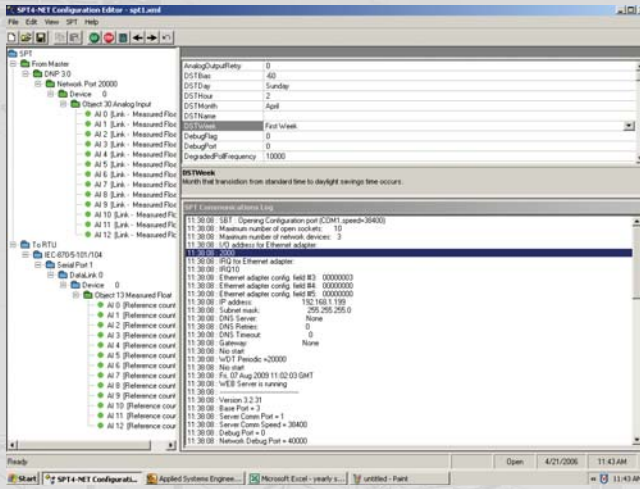 SPT4-NET Configuration Editor - spt1.xml
File Edit View SPT Help
SPT
From Master
DNP 3.0
Network Port 20000
Device 0
Object 30 Analog Input
AI 0 [Link - Measured Floa
AI 1 [Link - Measured Floa
AI 2 [Link - Measured Floa
AI 3 [Link - Measured Floa
AI 4 [Link - Measured Floa
AI 5 [Link - Measured Floa
AI 6 [Link - Measured Floa
AI 7 [Link - Measured Floa
AI 8 [Link - Measured Floa
AI 9 [Link - Measured Floa
AI 10 [Link - Measured Flo
AI 11 [Link - Measured Flo
AI 12 [Link - Measured Flo
To RTU
IEC-870-5-101/104
Serial Port 1
DataLink 0
Device 0
Object 13 Measured Float
AI 0 [Reference count
AI 1 [Reference count
AI 2 [Reference count
AI 3 [Reference count
AI 4 [Reference count
AI 5 [Reference count
AI 6 [Reference count
AI 7 [Reference count
AI 8 [Reference count
AI 9 [Reference count
AI 10 [Reference cour
AI 11 [Reference cour
AI 12 [Reference cour
AnalogOutputRetry 0
DSTBias -60
DSTDay Sunday
DSTHour 2
DSTMonth April
DSTName
DSTWeek First Week
DebugFlag 0
DebugPort 0
DegradedPollFrequency 10000
DSTWeek
Month that transistion from standard time to daylight savings time occurs.
SPT Communications Log
11:38:08 : SBT : Opening Configuration port (COM1,speed=38400)
11:38:08 : Maximum number of open sockets: 10
11:38:08 : Maximum number of network devices: 3
11:38:08 : I/O address for Ethernet adapter:
11:38:08 : 2000
11:38:08 : IRQ for Ethernet adapter:
11:38:08 : IRQ10
11:38:08 : Ethernet adapter config. field #3: 00000003
11:38:08 : Ethernet adapter config. field #4: 00000000
11:38:08 : Ethernet adapter config. field #5: 00000000
11:38:08 : IP address: 192.168.1.199
11:38:08 : Subnet mask: 255.255.255.0
11:38:08 : DNS Server: None
11:38:08 : DNS Retries: 0
11:38:08 : DNS Timeout: 0
11:38:08 : Gateway: None
11:38:08 : Nio start
11:38:08 : WDT Periodic =20000
11:38:08 : Nio start
11:38:08 : Fri, 07 Aug 2009 11:02:03 GMT
11:38:08 : WEB Server is running
11:38:08 : --------------------
11:38:08 : Version 3.2.31
11:38:08 : Base Port = 3
11:38:08 : Server Comm Port = 1
11:38:08 : Server Comm Speed = 38400
11:38:08 : Debug Port = 0
11:38:08 : Network Debug Port = 40000
Ready Open 4/21/2006 11:43 AM
Start SPT4-NET Configurati... Applied Systems Enginee... Microsoft Excel - yearly s... untitled - Paint 11:43 AM